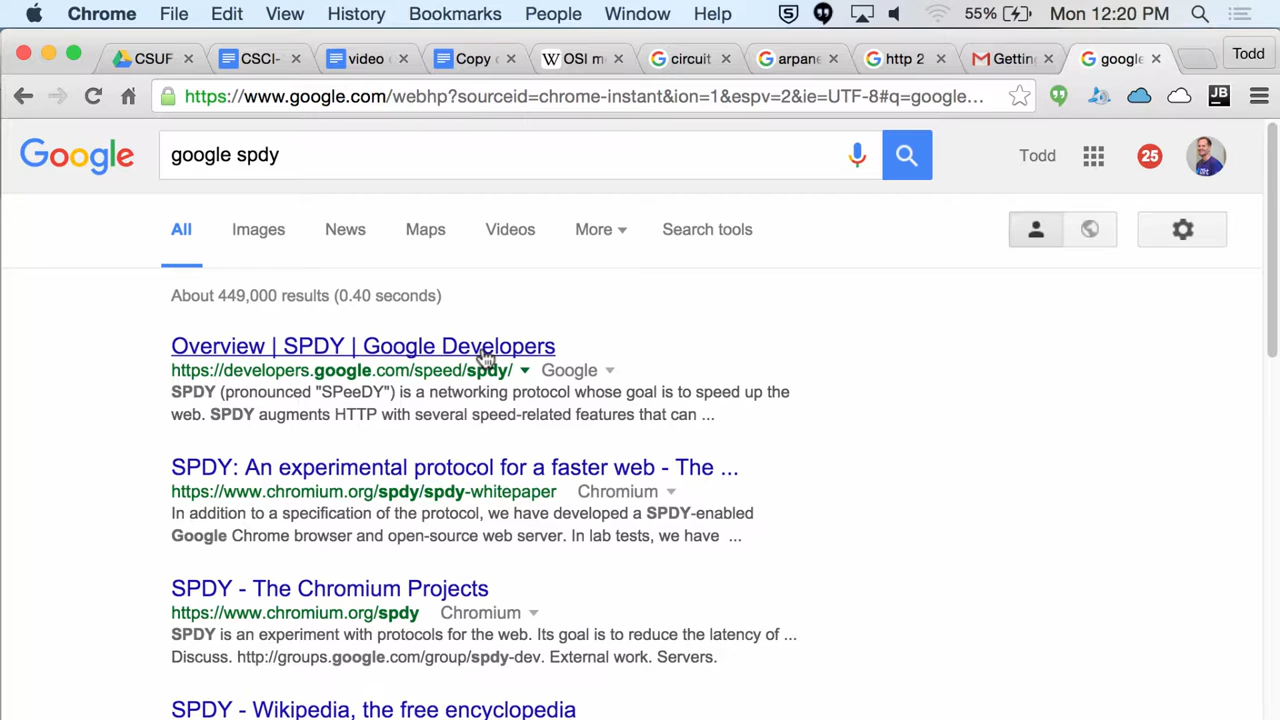 Chrome File Edit View History Bookmarks People Window Help 55% Mon 12:20 PM
CSUF CSCI- video Copy OSI m circuit arpane http 2 Gettin google Todd
https://www.google.com/webhp?sourceid=chrome-instant&ion=1&espv=2&ie=UTF-8#q=google... JB
Google google spdy Todd 25
All Images News Maps Videos More Search tools
About 449,000 results (0.40 seconds)
Overview | SPDY | Google Developers
https://developers.google.com/speed/spdy/ Google
SPDY (pronounced "SPeeDY") is a networking protocol whose goal is to speed up the
web. SPDY augments HTTP with several speed-related features that can ...
SPDY: An experimental protocol for a faster web - The ...
https://www.chromium.org/spdy/spdy-whitepaper Chromium
In addition to a specification of the protocol, we have developed a SPDY-enabled
Google Chrome browser and open-source web server. In lab tests, we have ...
SPDY - The Chromium Projects
https://www.chromium.org/spdy Chromium
SPDY is an experiment with protocols for the web. Its goal is to reduce the latency of ...
Discuss. http://groups.google.com/group/spdy-dev. External work. Servers.
SPDY - Wikipedia, the free encyclopedia